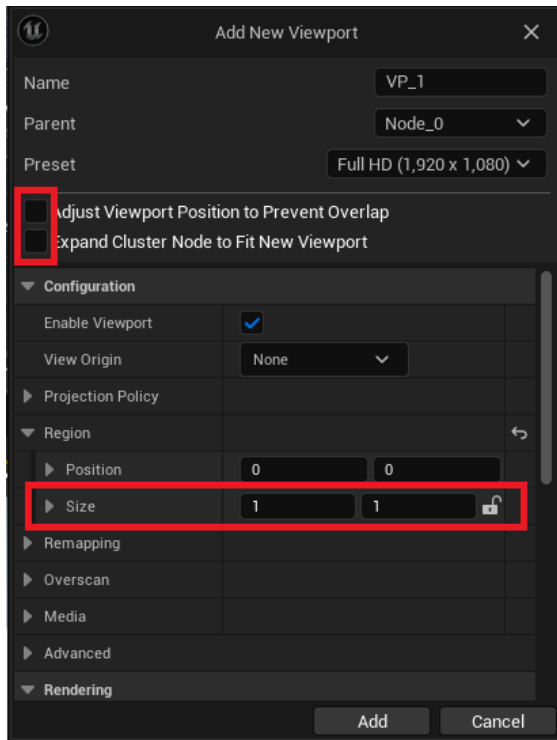 Add New Viewport
Name VP_1
Parent Node_0
Preset Full HD (1,920 x 1,080)
Adjust Viewport Position to Prevent Overlap
Expand Cluster Node to Fit New Viewport
Configuration
Enable Viewport
View Origin None
Projection Policy
Region
Position 0 0
Size 1 1
Remapping
Overscan
Media
Advanced
Rendering
Add Cancel